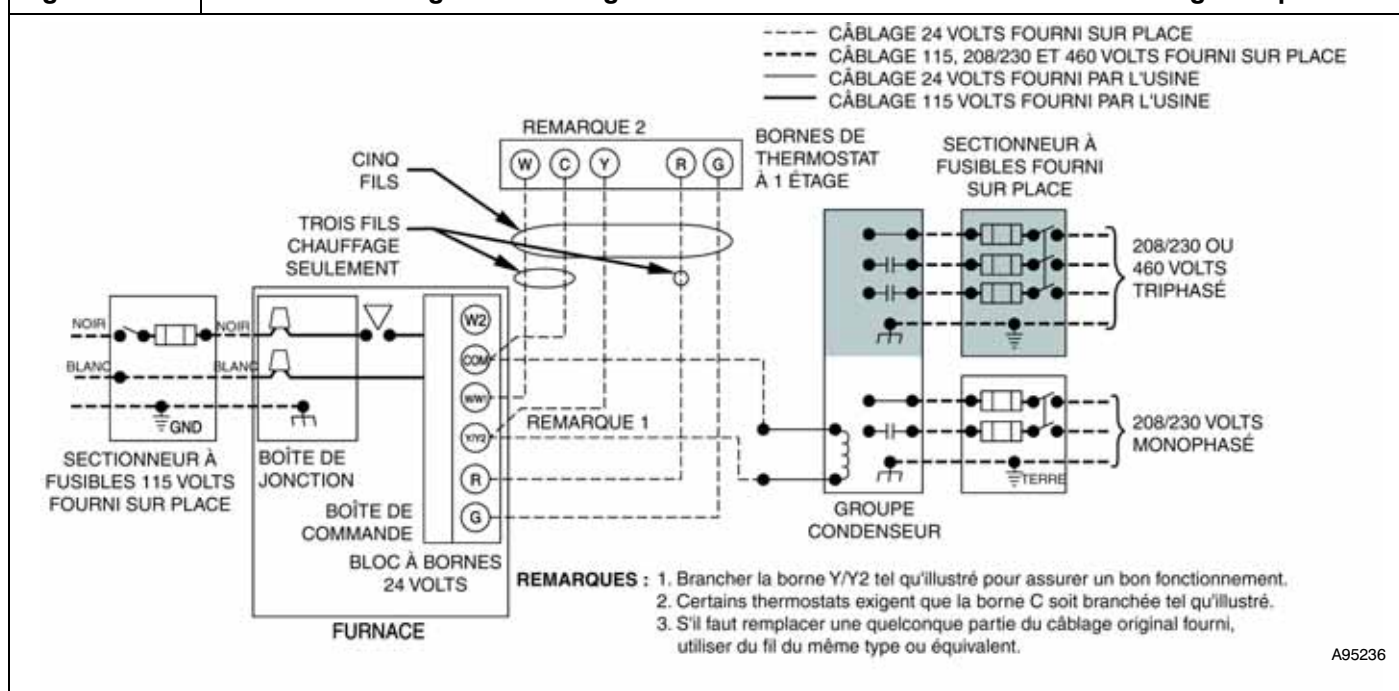 CÂBLAGE 24 VOLTS FOURNI SUR PLACE
CÂBLAGE 115, 208/230 ET 460 VOLTS FOURNI SUR PLACE
CÂBLAGE 24 VOLTS FOURNI PAR L'USINE
CÂBLAGE 115 VOLTS FOURNI PAR L'USINE
REMARQUE 2
W C Y R G
BORNES DE
THERMOSTAT
À 1 ÉTAGE
CINQ
FILS
TROIS FILS
CHAUFFAGE
SEULEMENT
SECTIONNEUR À
FUSIBLES FOURNI
SUR PLACE
208/230 OU
460 VOLTS
TRIPHASÉ
NOIR
NOIR
BLANC
BLANC
GND
W2
COM
W/W1
Y/Y2
R
G
REMARQUE 1
208/230 VOLTS
MONOPHASÉ
TERRE
SECTIONNEUR À
FUSIBLES 115 VOLTS
FOURNI SUR PLACE
BOÎTE DE
JONCTION
BOÎTE DE
COMMANDE
BLOC À BORNES
24 VOLTS
FURNACE
GROUPE
CONDENSEUR
REMARQUES : 1. Brancher la borne Y/Y2 tel qu'illustré pour assurer un bon fonctionnement.
2. Certains thermostats exigent que la borne C soit branchée tel qu'illustré.
3. S'il faut remplacer une quelconque partie du câblage original fourni,
utiliser du fil du même type ou équivalent.
A95236